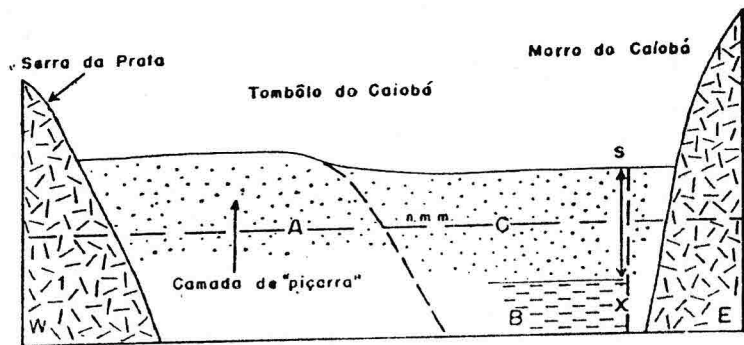 Morro do Caiobá
Serra da Prata
Tombôlo do Caiobá
S
n.m.m.
A
C
Camada de "piçarra"
W
B
X
E